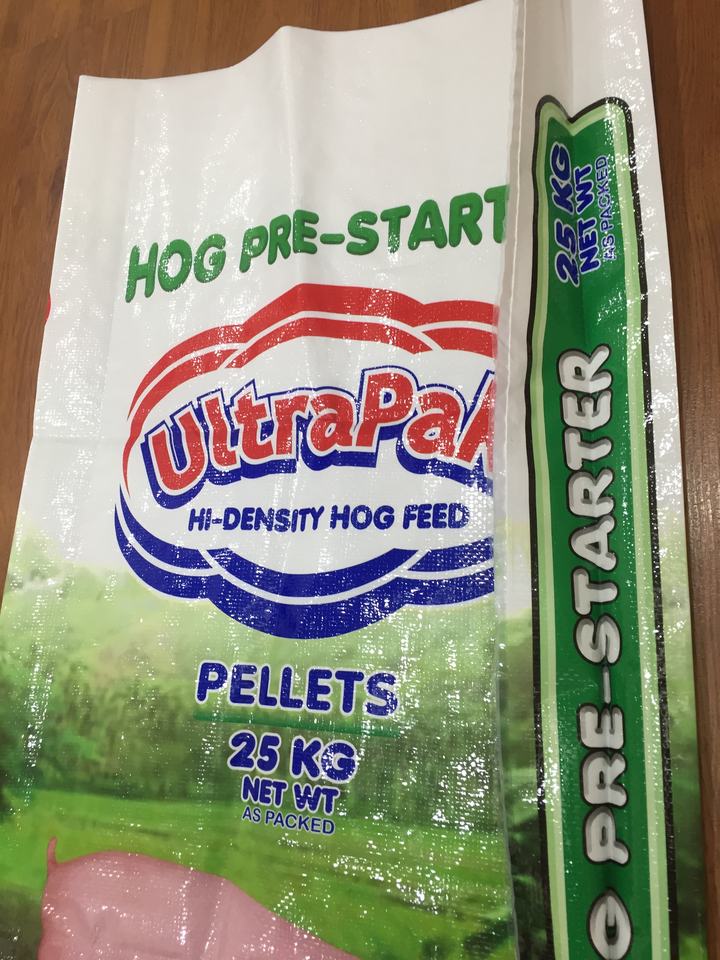 HOG PRE-START
UltraPak
HI-DENSITY HOG FEED
PELLETS
25 KG
NET WT
AS PACKED
25 KG
NET WT
AS PACKED
G PRE-STARTER